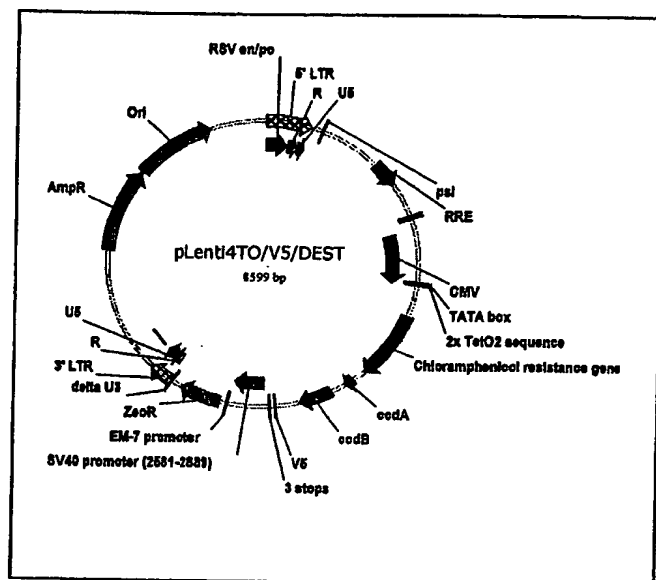 RSV en/po
5' LTR
R
U5
psi
RRE
CMV
TATA box
2x TetO2 sequence
Chloramphenicol resistance gene
ccdA
ccdB
V5
3 stops
SV40 promoter (2581-2889)
EM-7 promoter
ZeoR
delta U3
3' LTR
R
U5
AmpR
Ori
pLenti4TO/V5/DEST
8599 bp